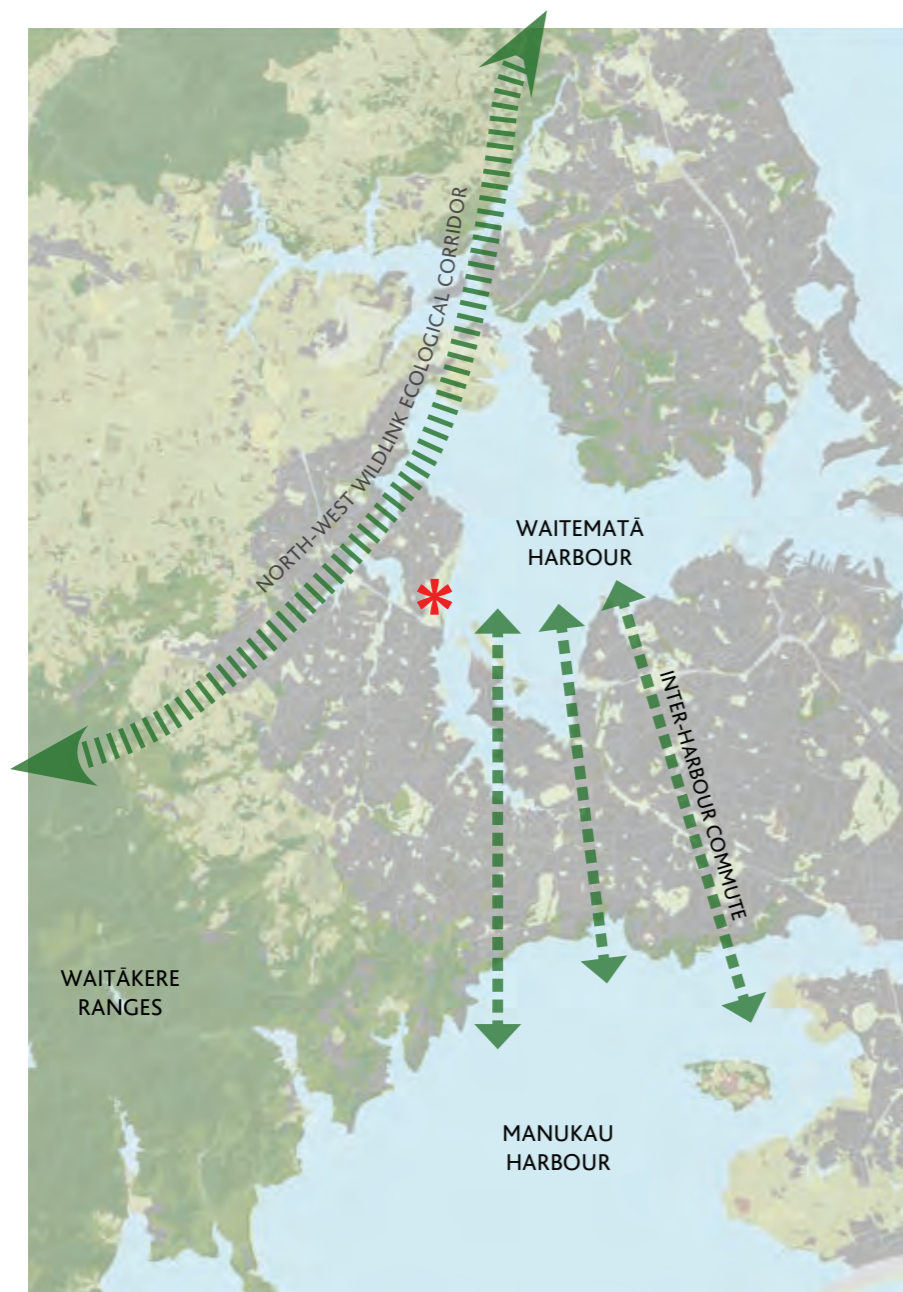 NORTH-WEST WILDLINK ECOLOGICAL CORRIDOR
WAITEMATĀ
HARBOUR
INTER-HARBOUR COMMUTE
WAITĀKERE
RANGES
MANUKAU
HARBOUR